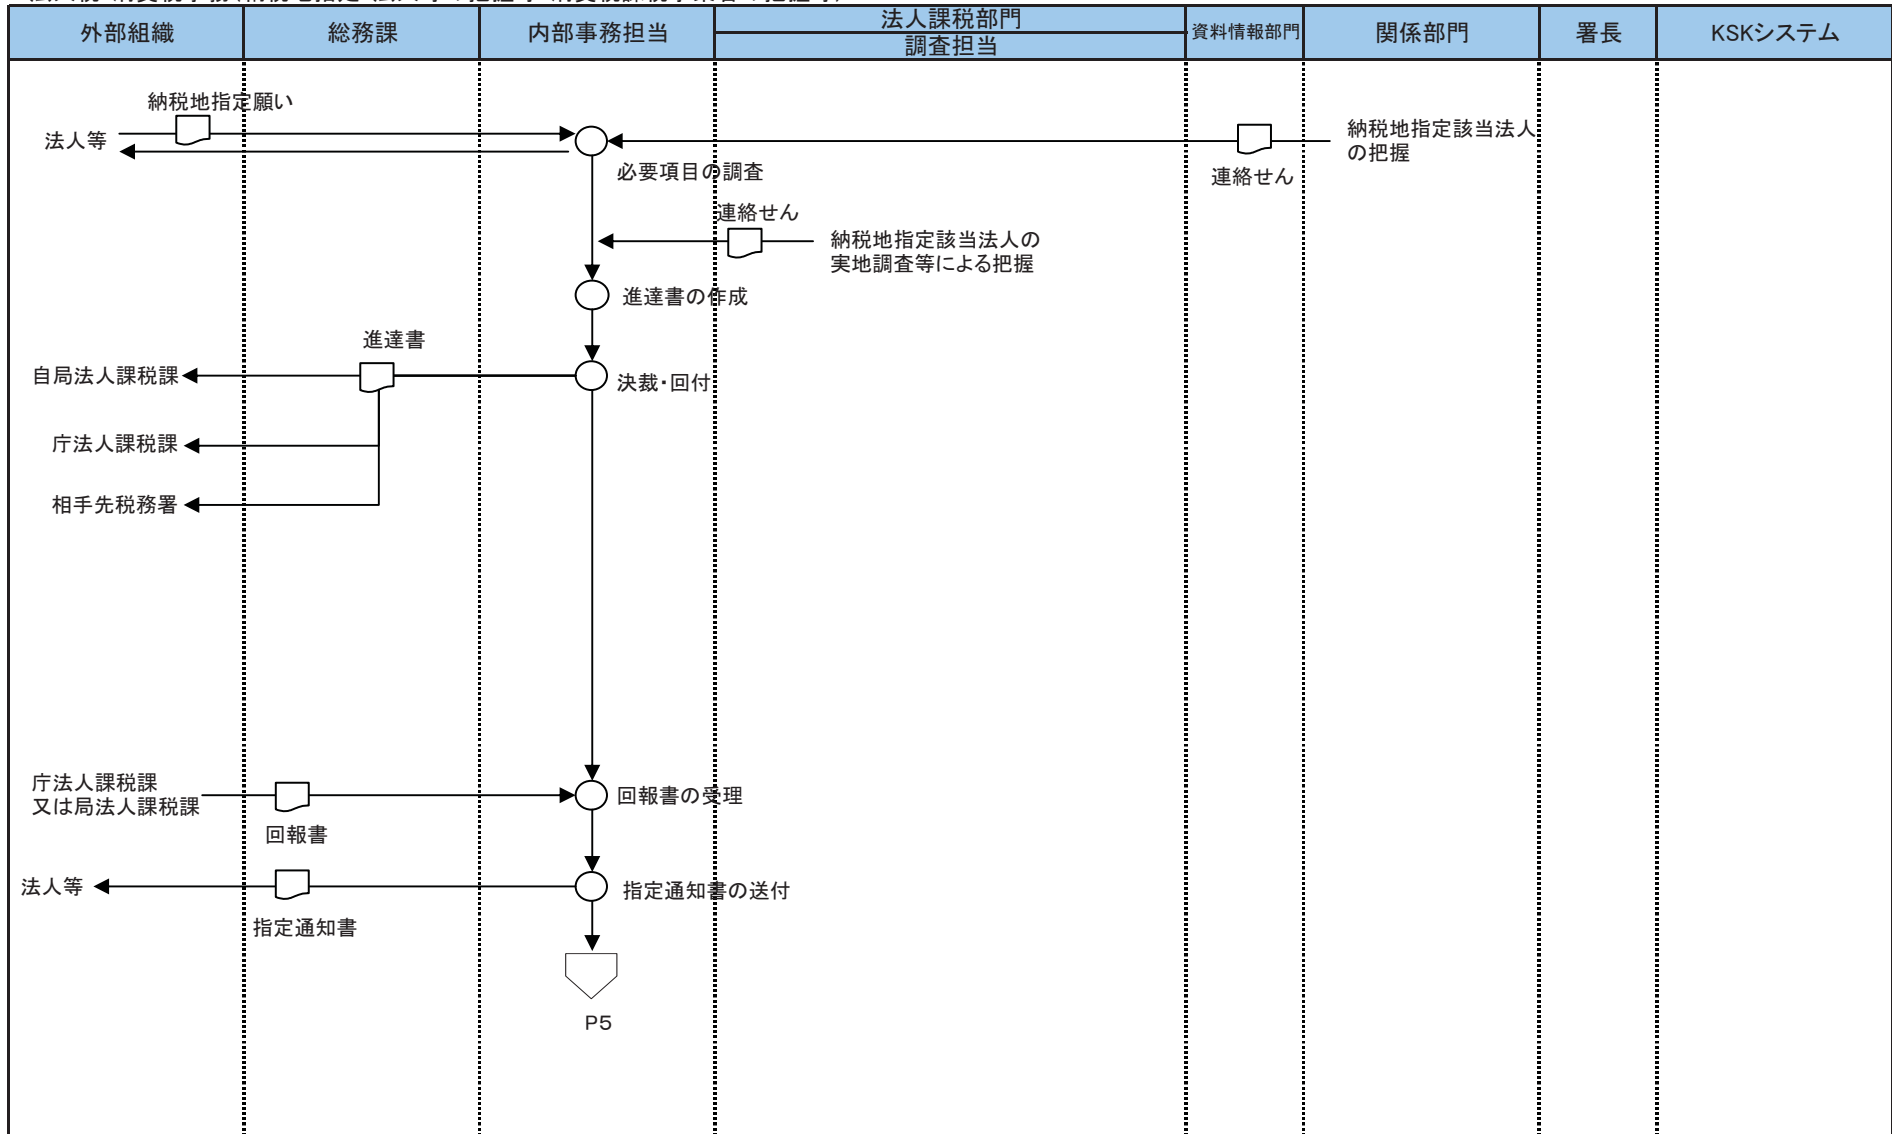 外部組織
総務課
内部事務担当
法人課税部門
調査担当
資料情報部門
関係部門
署長
KSKシステム
納税地指定願い
法人等
必要項目の調査
連絡せん
納税地指定該当法人
の把握
連絡せん
納税地指定該当法人の
実地調査等による把握
進達書の作成
進達書
自局法人課税課
決裁・回付
庁法人課税課
相手先税務署
庁法人課税課
又は局法人課税課
回報書
回報書の受理
法人等
指定通知書
指定通知書の送付
P5